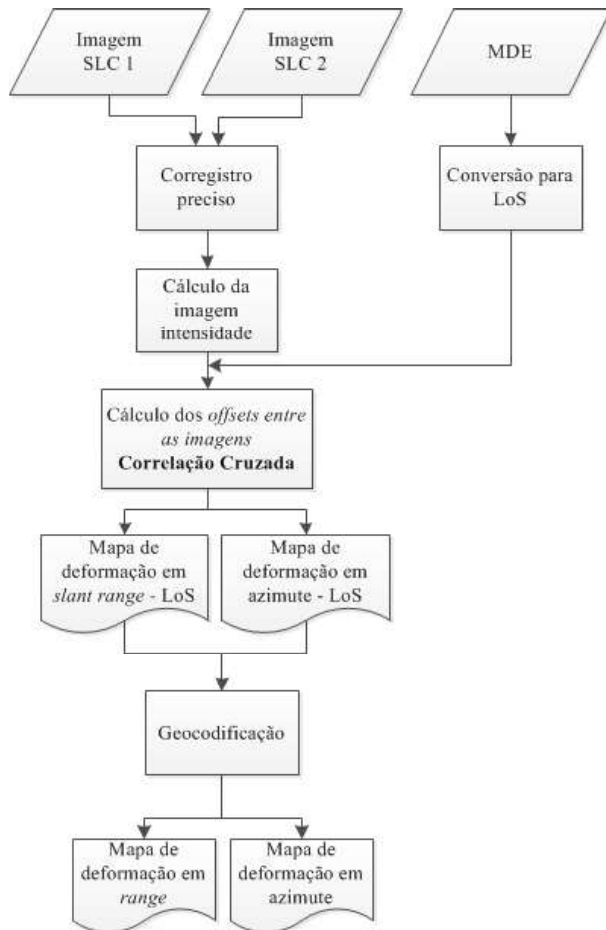 Imagem
SLC 1
Imagem
SLC 2
MDE
Corregistro
preciso
Conversão para
LoS
Cálculo da
imagem
intensidade
Cálculo dos offsets entre
as imagens
Correlação Cruzada
Mapa de
deformação em
slant range - LoS
Mapa de
deformação em
azimute - LoS
Geocodificação
Mapa de
deformação em
range
Mapa de
deformação em
azimute